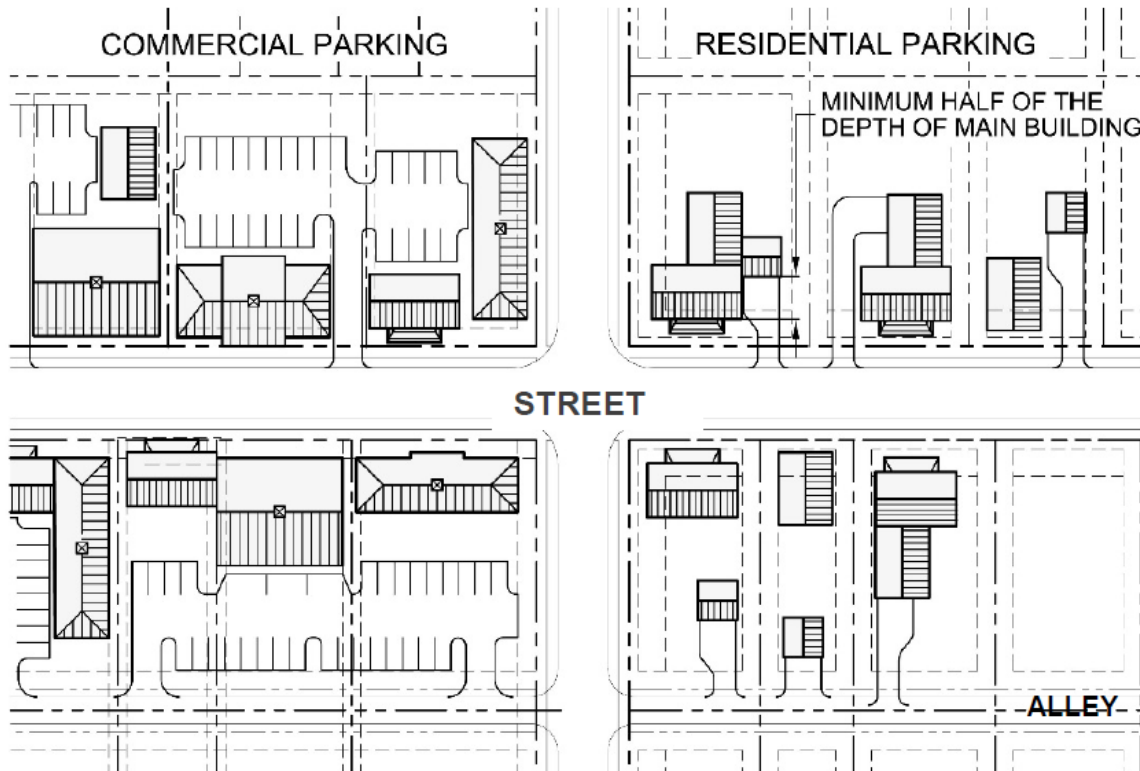 COMMERCIAL PARKING
RESIDENTIAL PARKING
MINIMUM HALF OF THE
DEPTH OF MAIN BUILDING
STREET
ALLEY